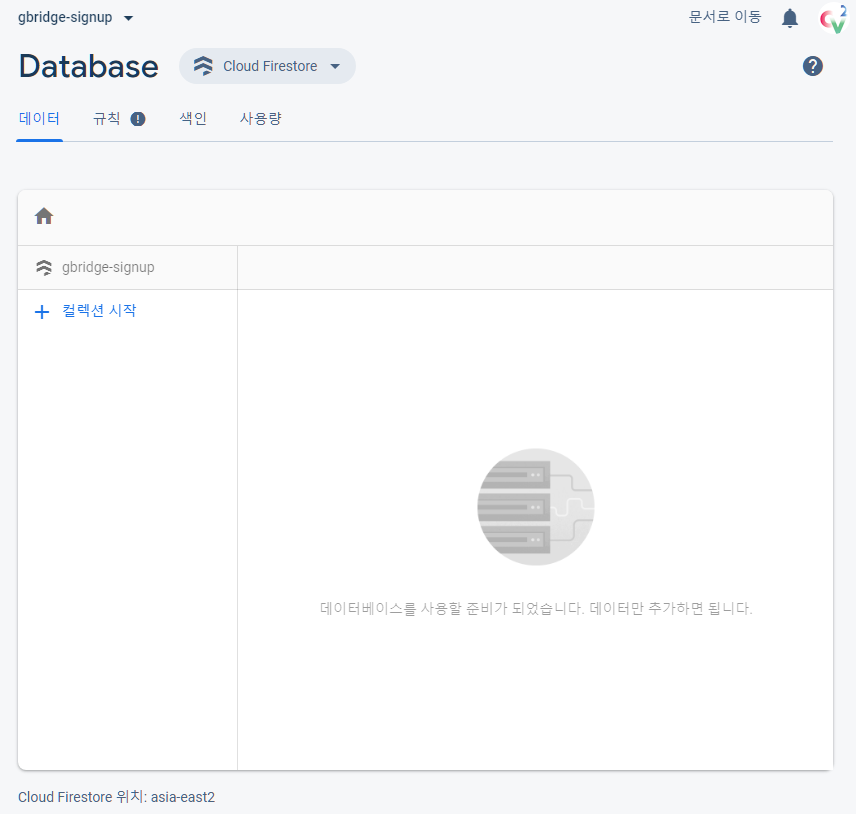 gbridge-signup
문서로 이동
Database
Cloud Firestore
데이터 규칙 색인 사용량
gbridge-signup
컬렉션 시작
데이터베이스를 사용할 준비가 되었습니다. 데이터만 추가하면 됩니다.
Cloud Firestore 위치: asia-east2